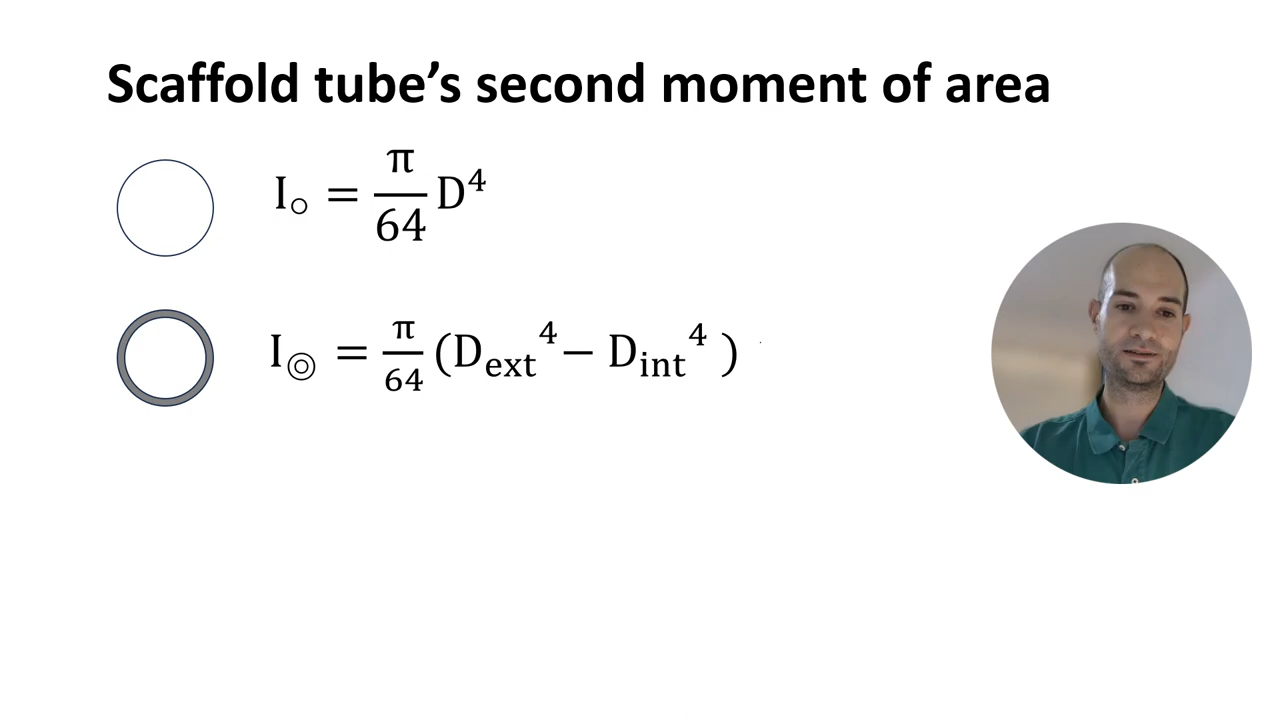 Scaffold tube’s second moment of area
I○ = π/64 D⁴
I◎ = π/64 (Dₑₓₜ⁴ − Dᵢₙₜ⁴ )